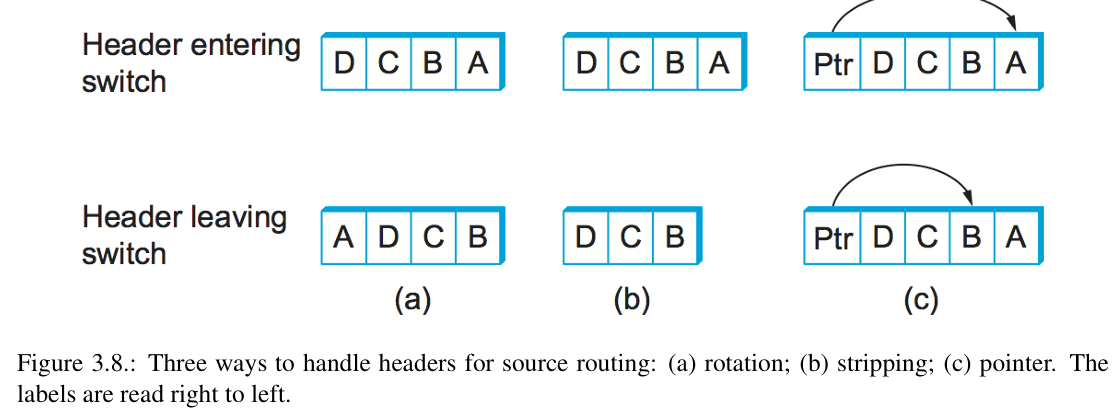 Header entering
switch
D C B A
D C B A
Ptr D C B A
Header leaving
switch
A D C B
D C B
Ptr D C B A
(a)
(b)
(c)
Figure 3.8.: Three ways to handle headers for source routing: (a) rotation; (b) stripping; (c) pointer. The
labels are read right to left.